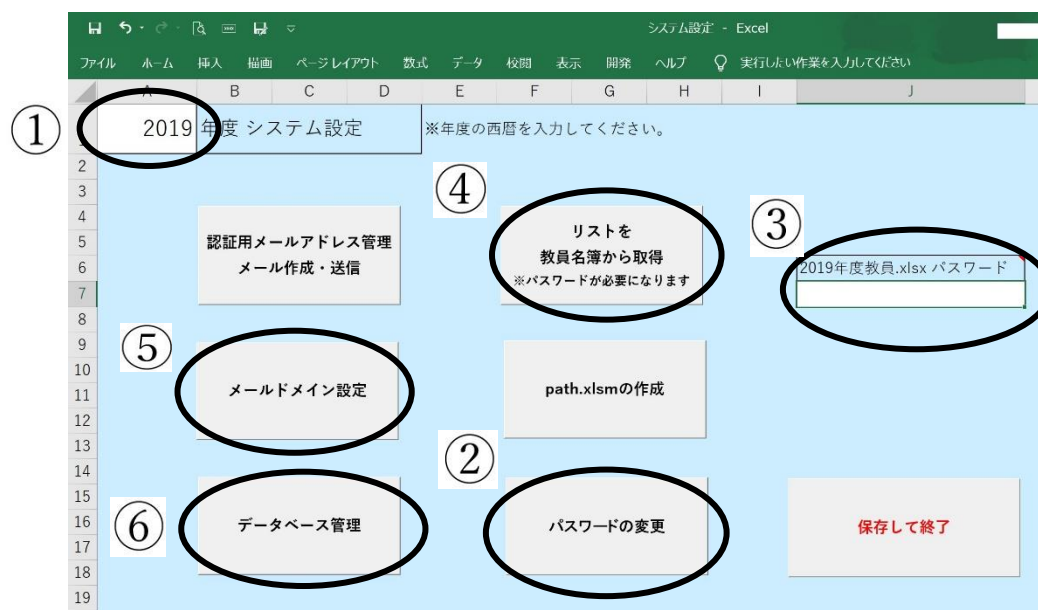 システム設定 - Excel
ファイル ホーム 挿入 描画 ページ レイアウト 数式 データ 校閲 表示 開発 ヘルプ 実行したい作業を入力してください
A B C D E F G H I J
① 1 2019 年度 システム設定 ※年度の西暦を入力してください。
2
3
④
③
4
リストを
5
認証用メールアドレス管理
教員名簿から取得
6
メール作成・送信
※パスワードが必要になります
2019年度教員.xlsx パスワード
7
8
⑤
9
10
メールドメイン設定
path.xlsmの作成
11
12
13
②
14
15
⑥
データベース管理
パスワードの変更
保存して終了
16
17
18
19